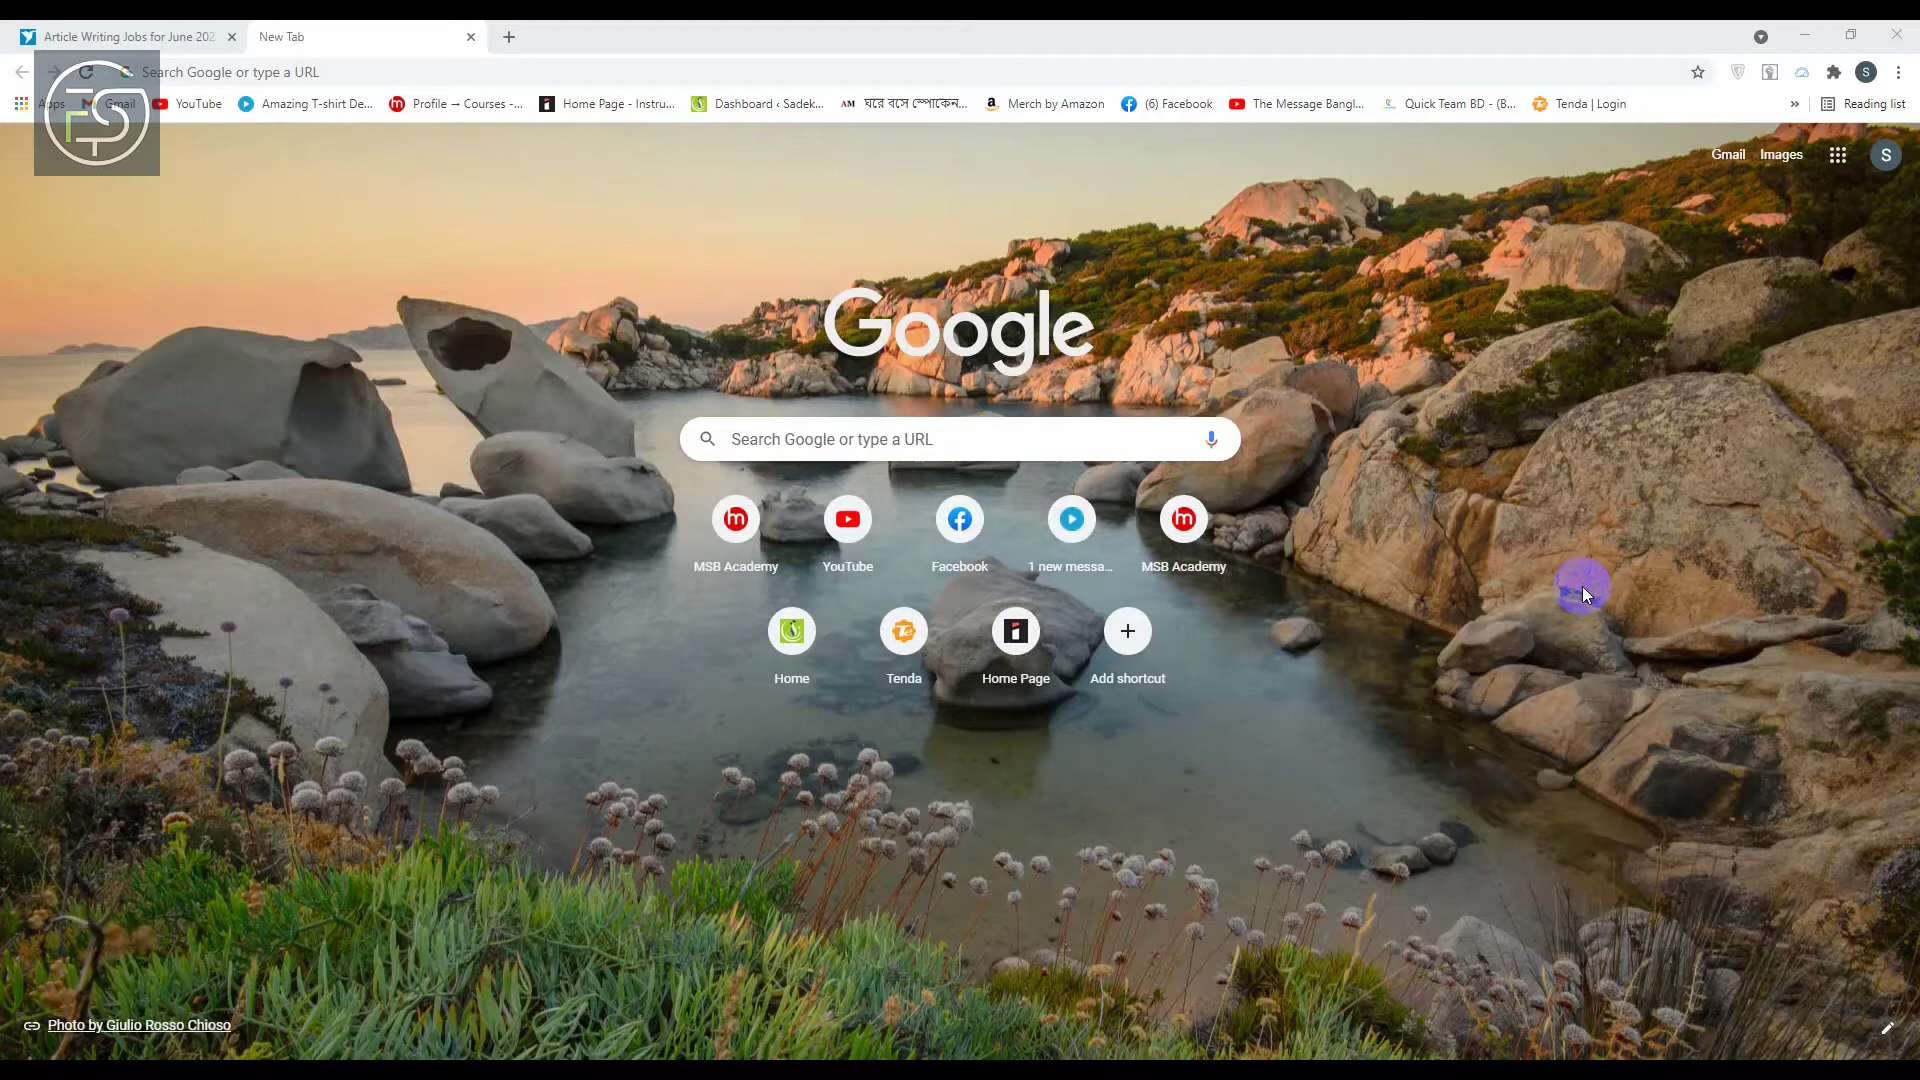 Article Writing Jobs for June 202
New Tab
Search Google or type a URL
Apps
Gmail
YouTube
Amazing T-shirt De...
Profile → Courses -...
Home Page - Instru...
Dashboard ‹ Sadek...
AM
ঘরে বসে স্পোকেন...
Merch by Amazon
(6) Facebook
The Message Bangl...
Quick Team BD - (B...
Tenda | Login
»
Reading list
S
Gmail
Images
S
Google
Search Google or type a URL
MSB Academy
YouTube
Facebook
1 new messa...
MSB Academy
Home
Tenda
Home Page
Add shortcut
Photo by Giulio Rosso Chioso